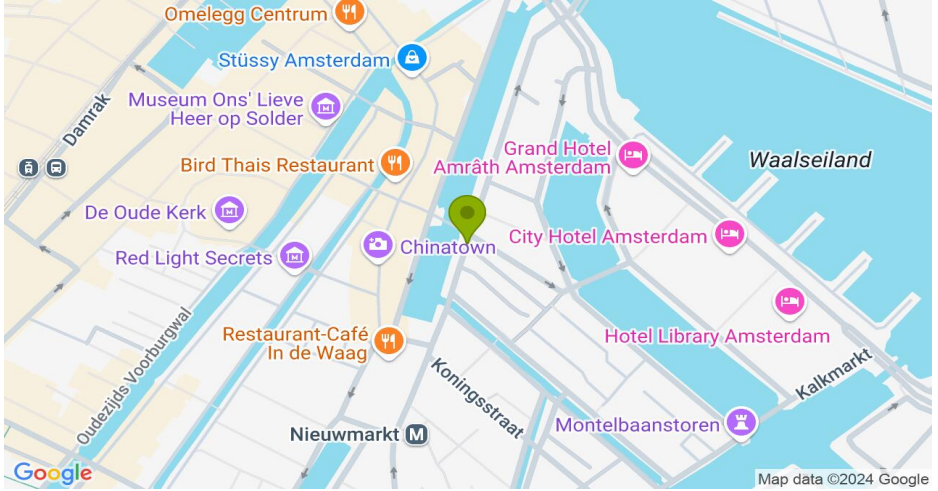 Omelegg Centrum
Stüssy Amsterdam
Damrak
Museum Ons' Lieve
Heer op Solder
Grand Hotel
Amrâth Amsterdam
Waalseiland
Bird Thais Restaurant
De Oude Kerk
City Hotel Amsterdam
Chinatown
Red Light Secrets
Hotel Library Amsterdam
Restaurant-Café
In de Waag
Oudezijds Voorburgwal
Koningsstraat
Kalkmarkt
Montelbaanstoren
Nieuwmarkt M
Google
Map data ©2024 Google